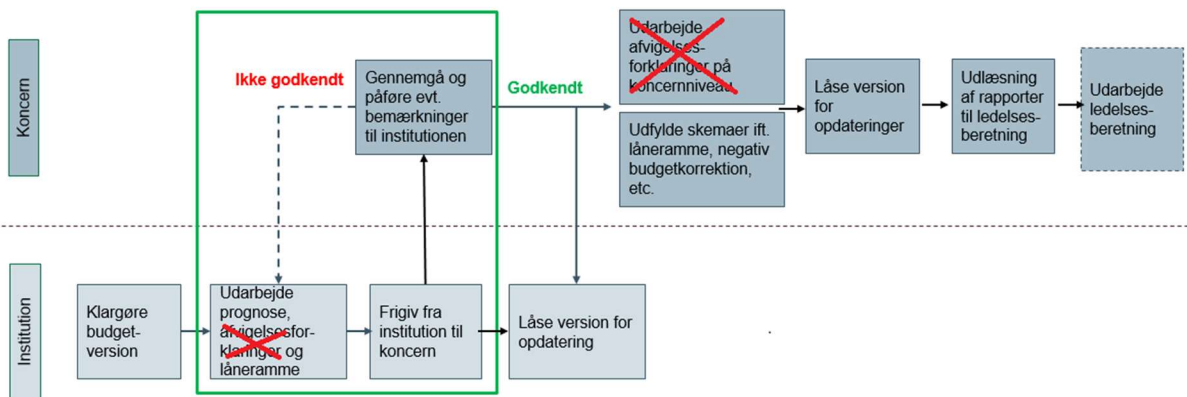 Koncern
Ikke godkendt
Gennemgå og
påføre evt.
bemærkninger
til institutionen
Godkendt
Udarbejde
afvigelses-
forklaringer på
koncernniveau
Udfylde skemaer ift.
låneramme, negativ
budgetkorrektion,
etc.
Låse version
for
opdateringer
Udlæsning
af rapporter
til ledelses-
beretning
Udarbejde
ledelses-
beretning
Institution
Klargøre
budget-
version
Udarbejde
prognose,
afvigelsesfor-
klaringer og
låneramme
Frigiv fra
institution til
koncern
Låse version for
opdatering